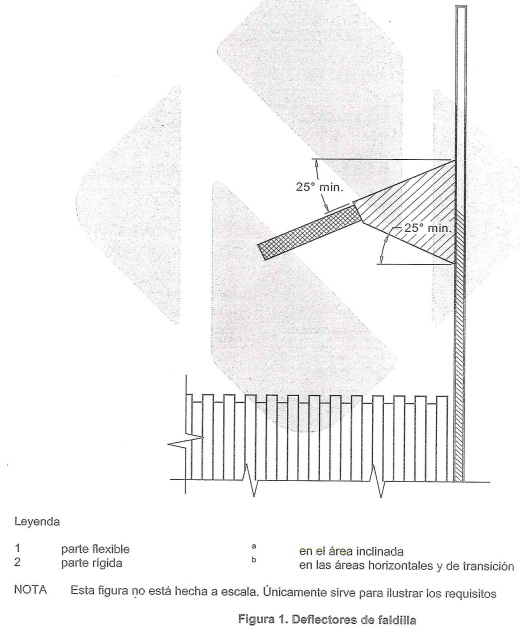 25° min.
25° min.
Leyenda
1 parte flexible a en el área inclinada
2 parte rígida b en las áreas horizontales y de transición
NOTA Esta figura no está hecha a escala. Únicamente sirve para ilustrar los requisitos
Figura 1. Deflectores de faldilla